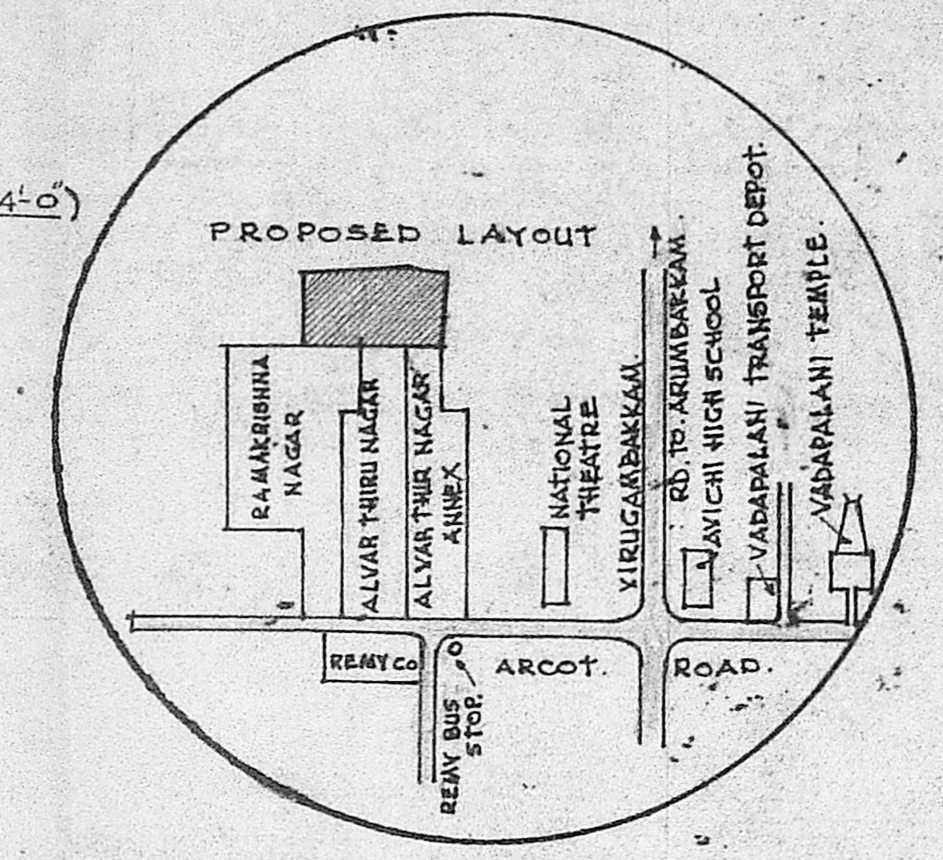 4'-0")
PROPOSED LAYOUT
RAMAKRISHNA
NAGAR
ALVAR THIRU NAGAR
ALVAR THIR NAGAR
ANNEX
NATIONAL
THEATRE
VIRUGAMBAKKAM.
RD. TO. ARUMBAKKAM.
AVICHI HIGH SCHOOL
VADAPALANI TRANSPORT DEPOT.
VADAPALANI TEMPLE.
REMY CO
REMY BUS
STOP.
ARCOT. ROAD.